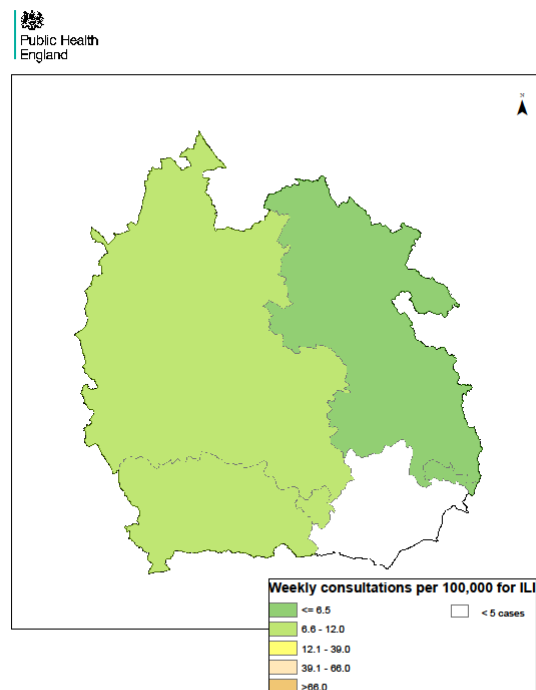 Public Health
England
N
Weekly consultations per 100,000 for ILI
<= 6.5
< 5 cases
6.6 - 12.0
12.1 - 39.0
39.1 - 66.0
>66.0